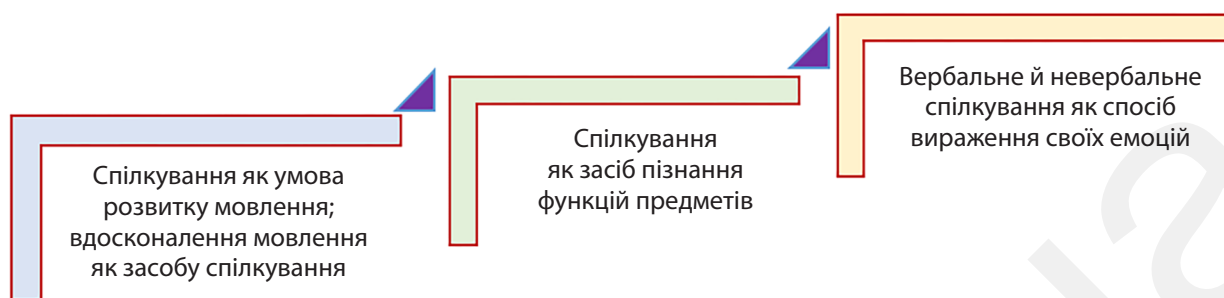 Спілкування як умова
розвитку мовлення;
вдосконалення мовлення
як засобу спілкування
Спілкування
як засіб пізнання
функцій предметів
Вербальне й невербальне
спілкування як спосіб
вираження своїх емоцій